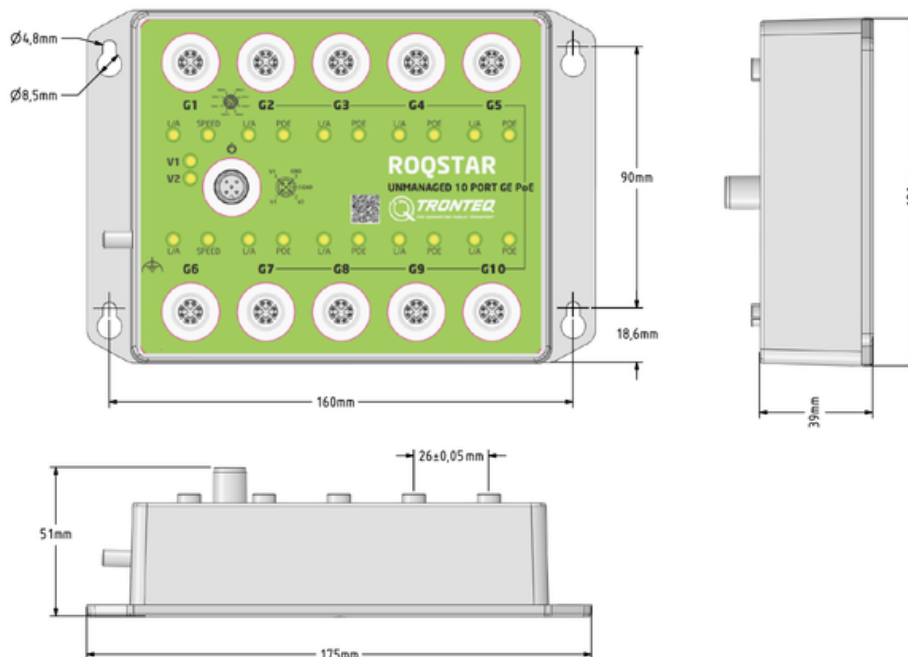 Ø4,8mm
Ø8,5mm
G1 G2 G3 G4 G5
L/A SPEED L/A POE L/A POE L/A POE L/A POE
V1
V2
ROQSTAR
UNMANAGED 10 PORT GE PoE
TRONTEQ
L/A SPEED L/A POE L/A POE L/A POE L/A POE
G6 G7 G8 G9 G10
90mm
18,6mm
160mm
39mm
26±0,05mm
51mm
175mm